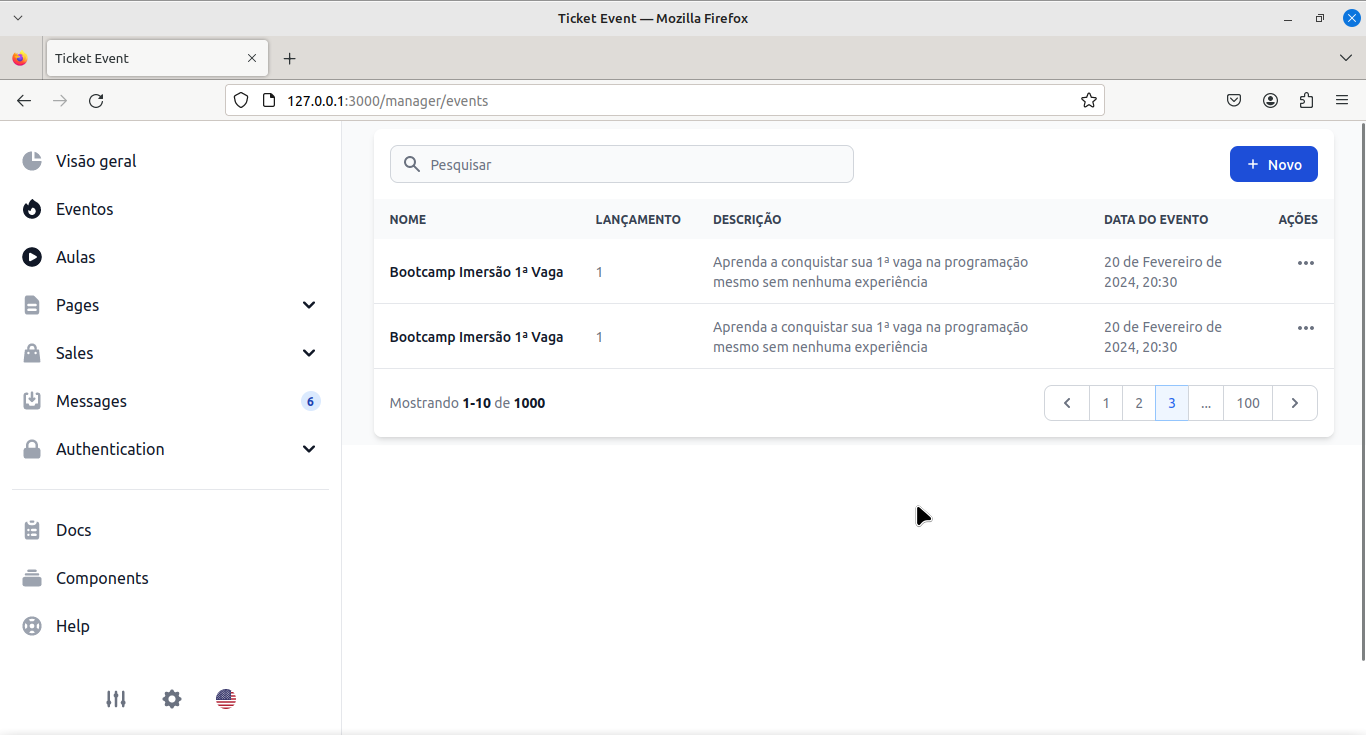 Ticket Event — Mozilla Firefox
Ticket Event
127.0.0.1:3000/manager/events
Visão geral
Eventos
Aulas
Pages
Sales
Messages 6
Authentication
Docs
Components
Help
Pesquisar
+ Novo
NOME LANÇAMENTO DESCRIÇÃO DATA DO EVENTO AÇÕES
Bootcamp Imersão 1ª Vaga 1 Aprenda a conquistar sua 1ª vaga na programação 20 de Fevereiro de
mesmo sem nenhuma experiência 2024, 20:30
Bootcamp Imersão 1ª Vaga 1 Aprenda a conquistar sua 1ª vaga na programação 20 de Fevereiro de
mesmo sem nenhuma experiência 2024, 20:30
Mostrando 1-10 de 1000 1 2 3 ... 100